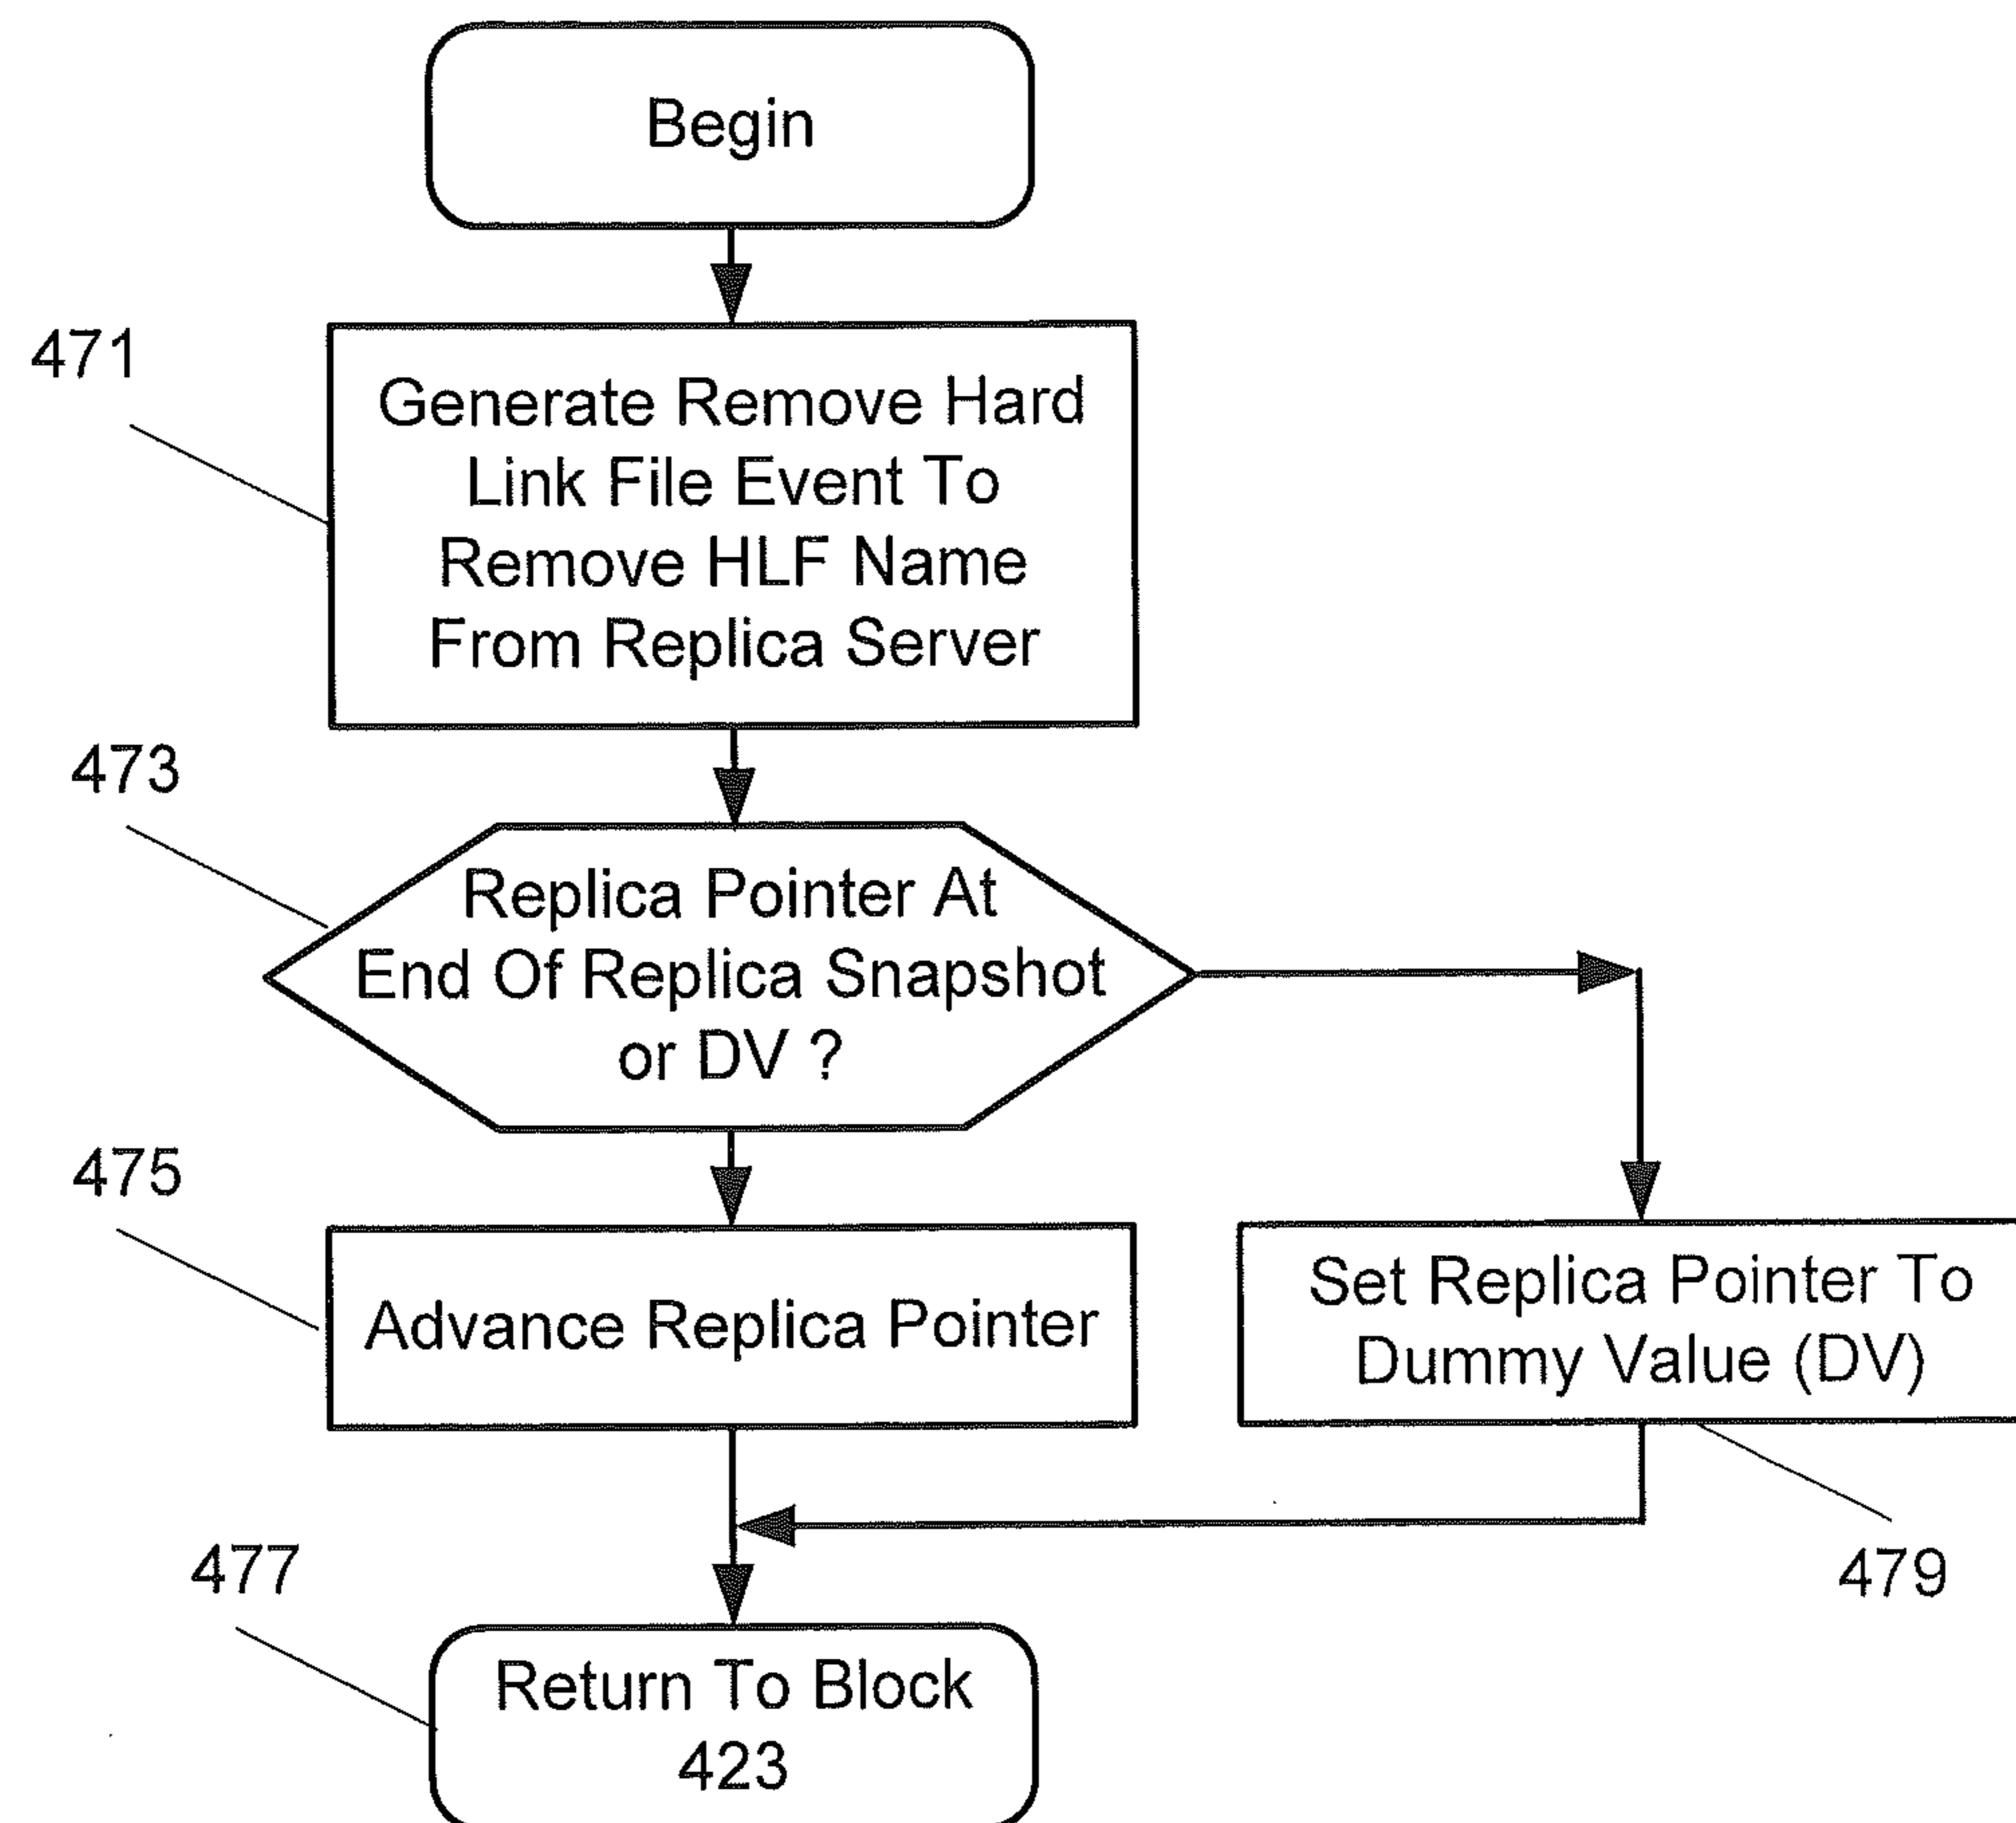 Begin
471
Generate Remove Hard
Link File Event To
Remove HLF Name
From Replica Server
473
Replica Pointer At
End Of Replica Snapshot
or DV ?
475
Advance Replica Pointer
Set Replica Pointer To
Dummy Value (DV)
477
479
Return To Block
423